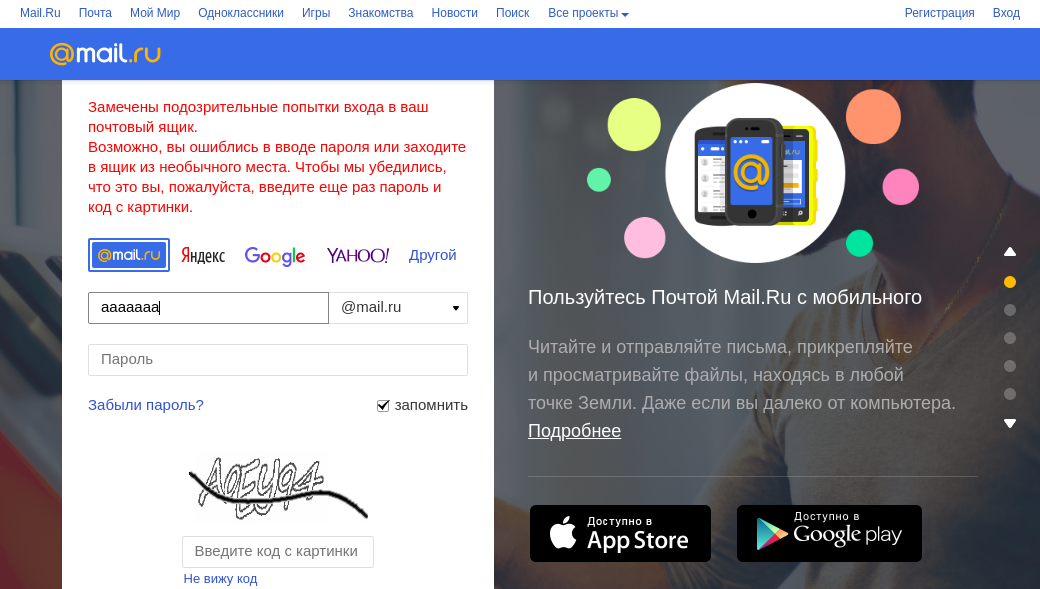 Mail.Ru Почта Мой Мир Одноклассники Игры Знакомства Новости Поиск Все проекты Регистрация Вход
@mail.ru
Замечены подозрительные попытки входа в ваш
почтовый ящик.
Возможно, вы ошиблись в вводе пароля или заходите
в ящик из необычного места. Чтобы мы убедились,
что это вы, пожалуйста, введите еще раз пароль и
код с картинки.
@mail.ru Яндекс Google YAHOO! Другой
aaaaaaa @mail.ru
Пароль
Забыли пароль? запомнить
Введите код с картинки
Не вижу код
@
Пользуйтесь Почтой Mail.Ru с мобильного
Читайте и отправляйте письма, прикрепляйте
и просматривайте файлы, находясь в любой
точке Земли. Даже если вы далеко от компьютера.
Подробнее
Доступно в
App Store
Доступно в
Google play